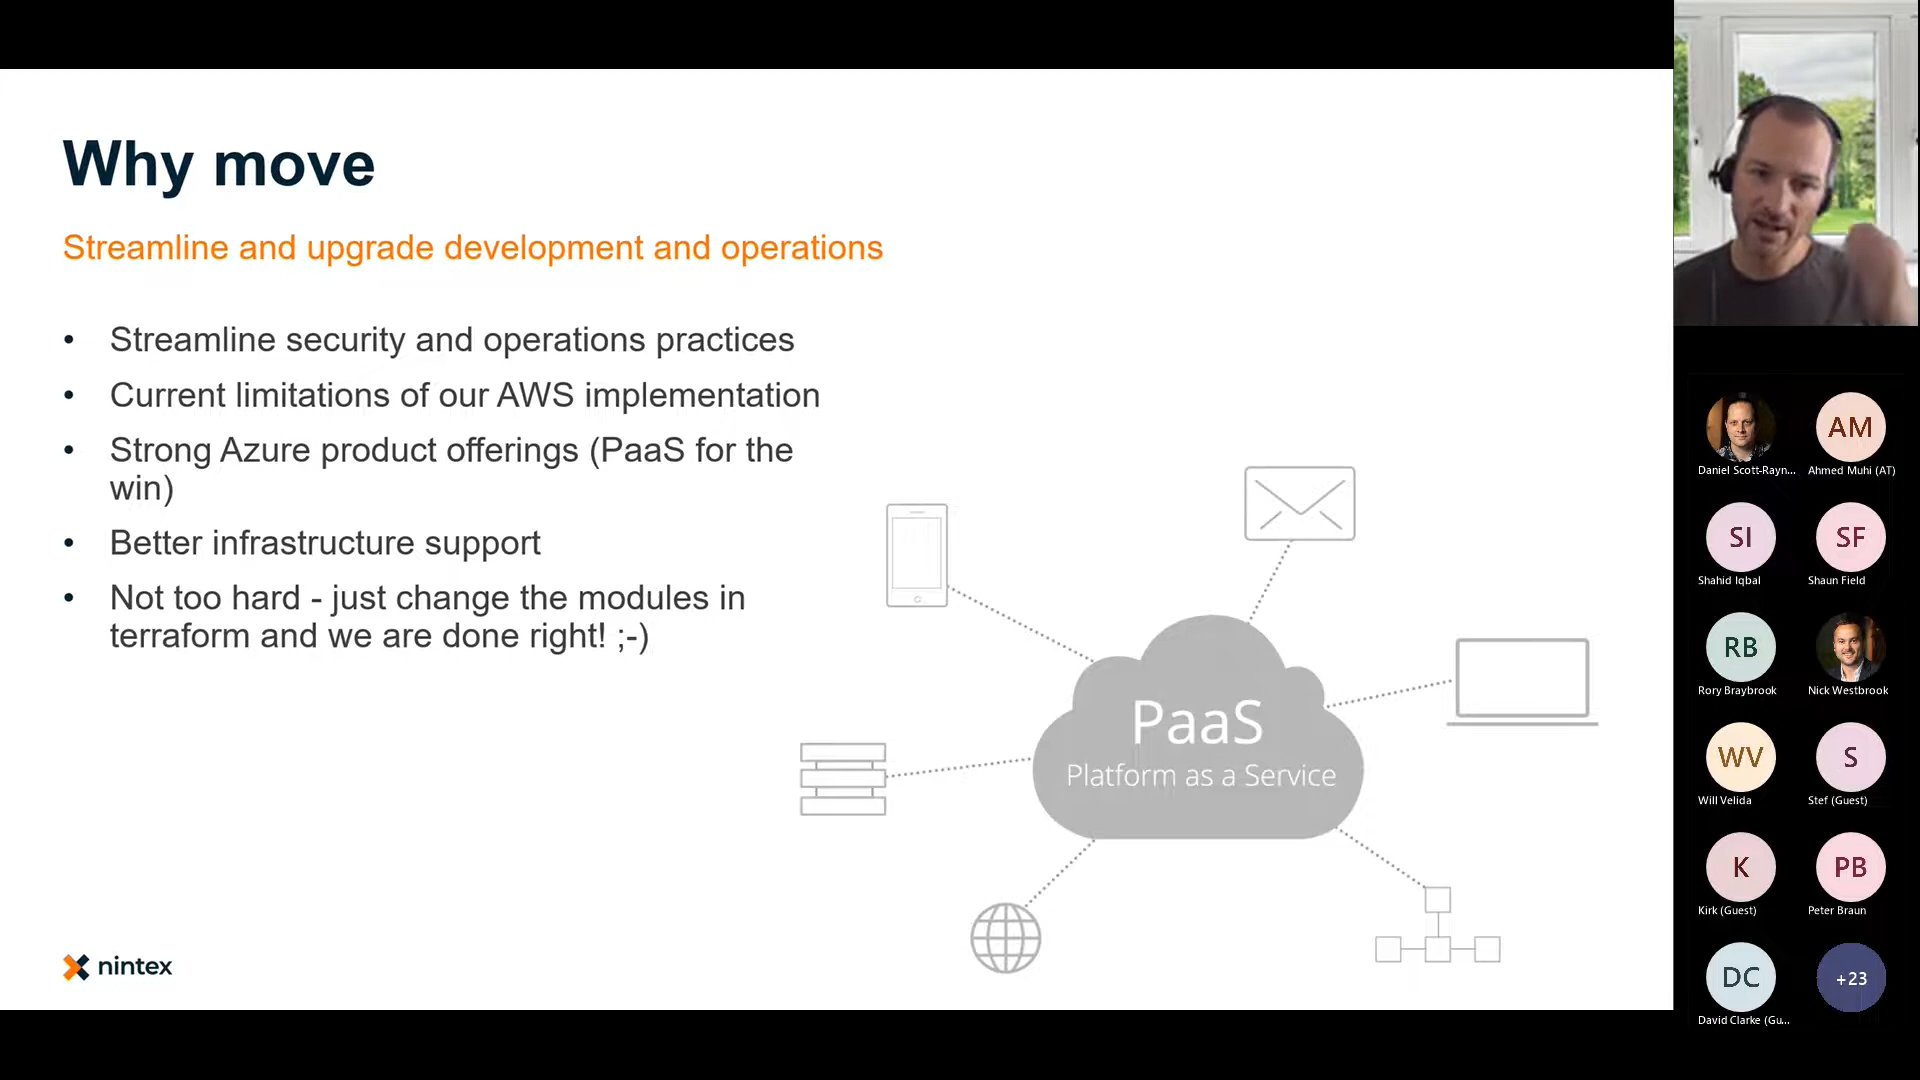 Why move
Streamline and upgrade development and operations
• Streamline security and operations practices
• Current limitations of our AWS implementation
• Strong Azure product offerings (PaaS for the
win)
• Better infrastructure support
• Not too hard - just change the modules in
terraform and we are done right! ;-)
PaaS
Platform as a Service
nintex
Daniel Scott-Rayn...
AM
Ahmed Muhi (AT)
SI
Shahid Iqbal
SF
Shaun Field
RB
Rory Braybrook
Nick Westbrook
WV
Will Velida
S
Stef (Guest)
K
Kirk (Guest)
PB
Peter Braun
DC
David Clarke (Gu...
+23